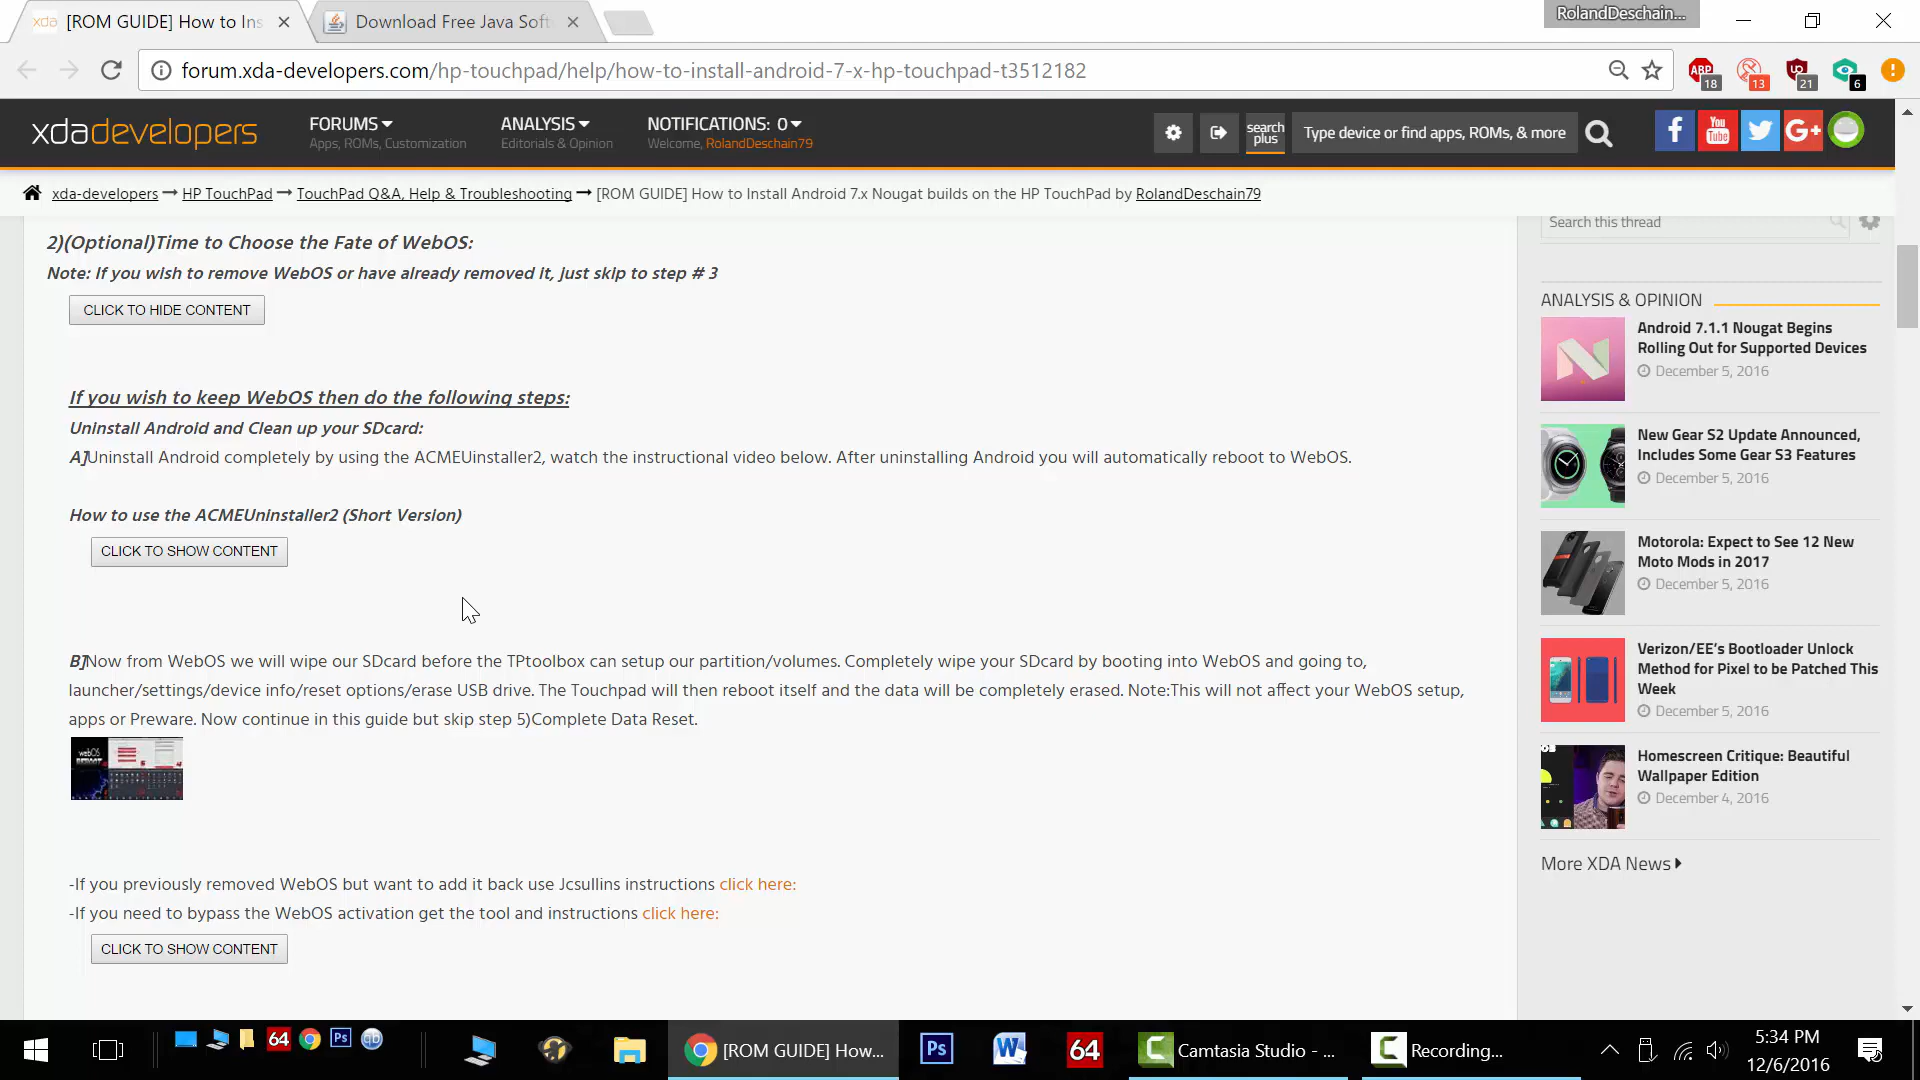 [ROM GUIDE] How to Ins
Download Free Java Soft
RolandDeschain...
forum.xda-developers.com/hp-touchpad/help/how-to-install-android-7-x-hp-touchpad-t3512182
ABP
18
13
21
6
xdadevelopers
FORUMS
Apps, ROMs, Customization
ANALYSIS
Editorials & Opinion
NOTIFICATIONS: 0
Welcome, RolandDeschain79
search plus
Type device or find apps, ROMs, & more
You Tube
G+
xda-developers → HP TouchPad → TouchPad Q&A, Help & Troubleshooting → [ROM GUIDE] How to Install Android 7.x Nougat builds on the HP TouchPad by RolandDeschain79
2)(Optional)Time to Choose the Fate of WebOS:
Note: If you wish to remove WebOS or have already removed it, just skip to step # 3
CLICK TO HIDE CONTENT
If you wish to keep WebOS then do the following steps:
Uninstall Android and Clean up your SDcard:
A]Uninstall Android completely by using the ACMEUinstaller2, watch the instructional video below. After uninstalling Android you will automatically reboot to WebOS.
How to use the ACMEUninstaller2 (Short Version)
CLICK TO SHOW CONTENT
B]Now from WebOS we will wipe our SDcard before the TPtoolbox can setup our partition/volumes. Completely wipe your SDcard by booting into WebOS and going to,
launcher/settings/device info/reset options/erase USB drive. The Touchpad will then reboot itself and the data will be completely erased. Note:This will not affect your WebOS setup,
apps or Preware. Now continue in this guide but skip step 5)Complete Data Reset.
webOS
-If you previously removed WebOS but want to add it back use Jcsullins instructions click here:
-If you need to bypass the WebOS activation get the tool and instructions click here:
CLICK TO SHOW CONTENT
Search this thread
ANALYSIS & OPINION
Android 7.1.1 Nougat Begins
Rolling Out for Supported Devices
December 5, 2016
New Gear S2 Update Announced,
Includes Some Gear S3 Features
December 5, 2016
Motorola: Expect to See 12 New
Moto Mods in 2017
December 5, 2016
Verizon/EE's Bootloader Unlock
Method for Pixel to be Patched This
Week
December 5, 2016
Homescreen Critique: Beautiful
Wallpaper Edition
December 4, 2016
More XDA News
64
Ps
[ROM GUIDE] How...
Ps
W
64
Camtasia Studio - ...
Recording...
5:34 PM
12/6/2016